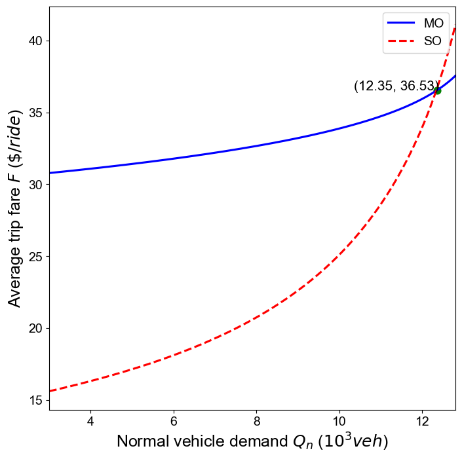 MO
SO
(12.35, 36.53)
40
35
30
25
20
15
4 6 8 10 12
Average trip fare F ($/ride)
Normal vehicle demand Qₙ (10³veh)